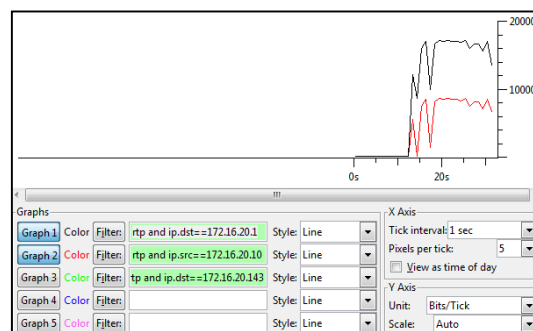 20000
10000
0s 20s
Graphs
Graph 1 Color Filter: rtp and ip.dst==172.16.20.1 Style: Line
Graph 2 Color Filter: rtp and ip.src==172.16.20.10 Style: Line
Graph 3 Color Filter: tp and ip.dst==172.16.20.143 Style: Line
Graph 4 Color Filter: Style: Line
Graph 5 Color Filter: Style: Line
X Axis
Tick interval: 1 sec
Pixels per tick: 5
View as time of day
Y Axis
Unit: Bits/Tick
Scale: Auto